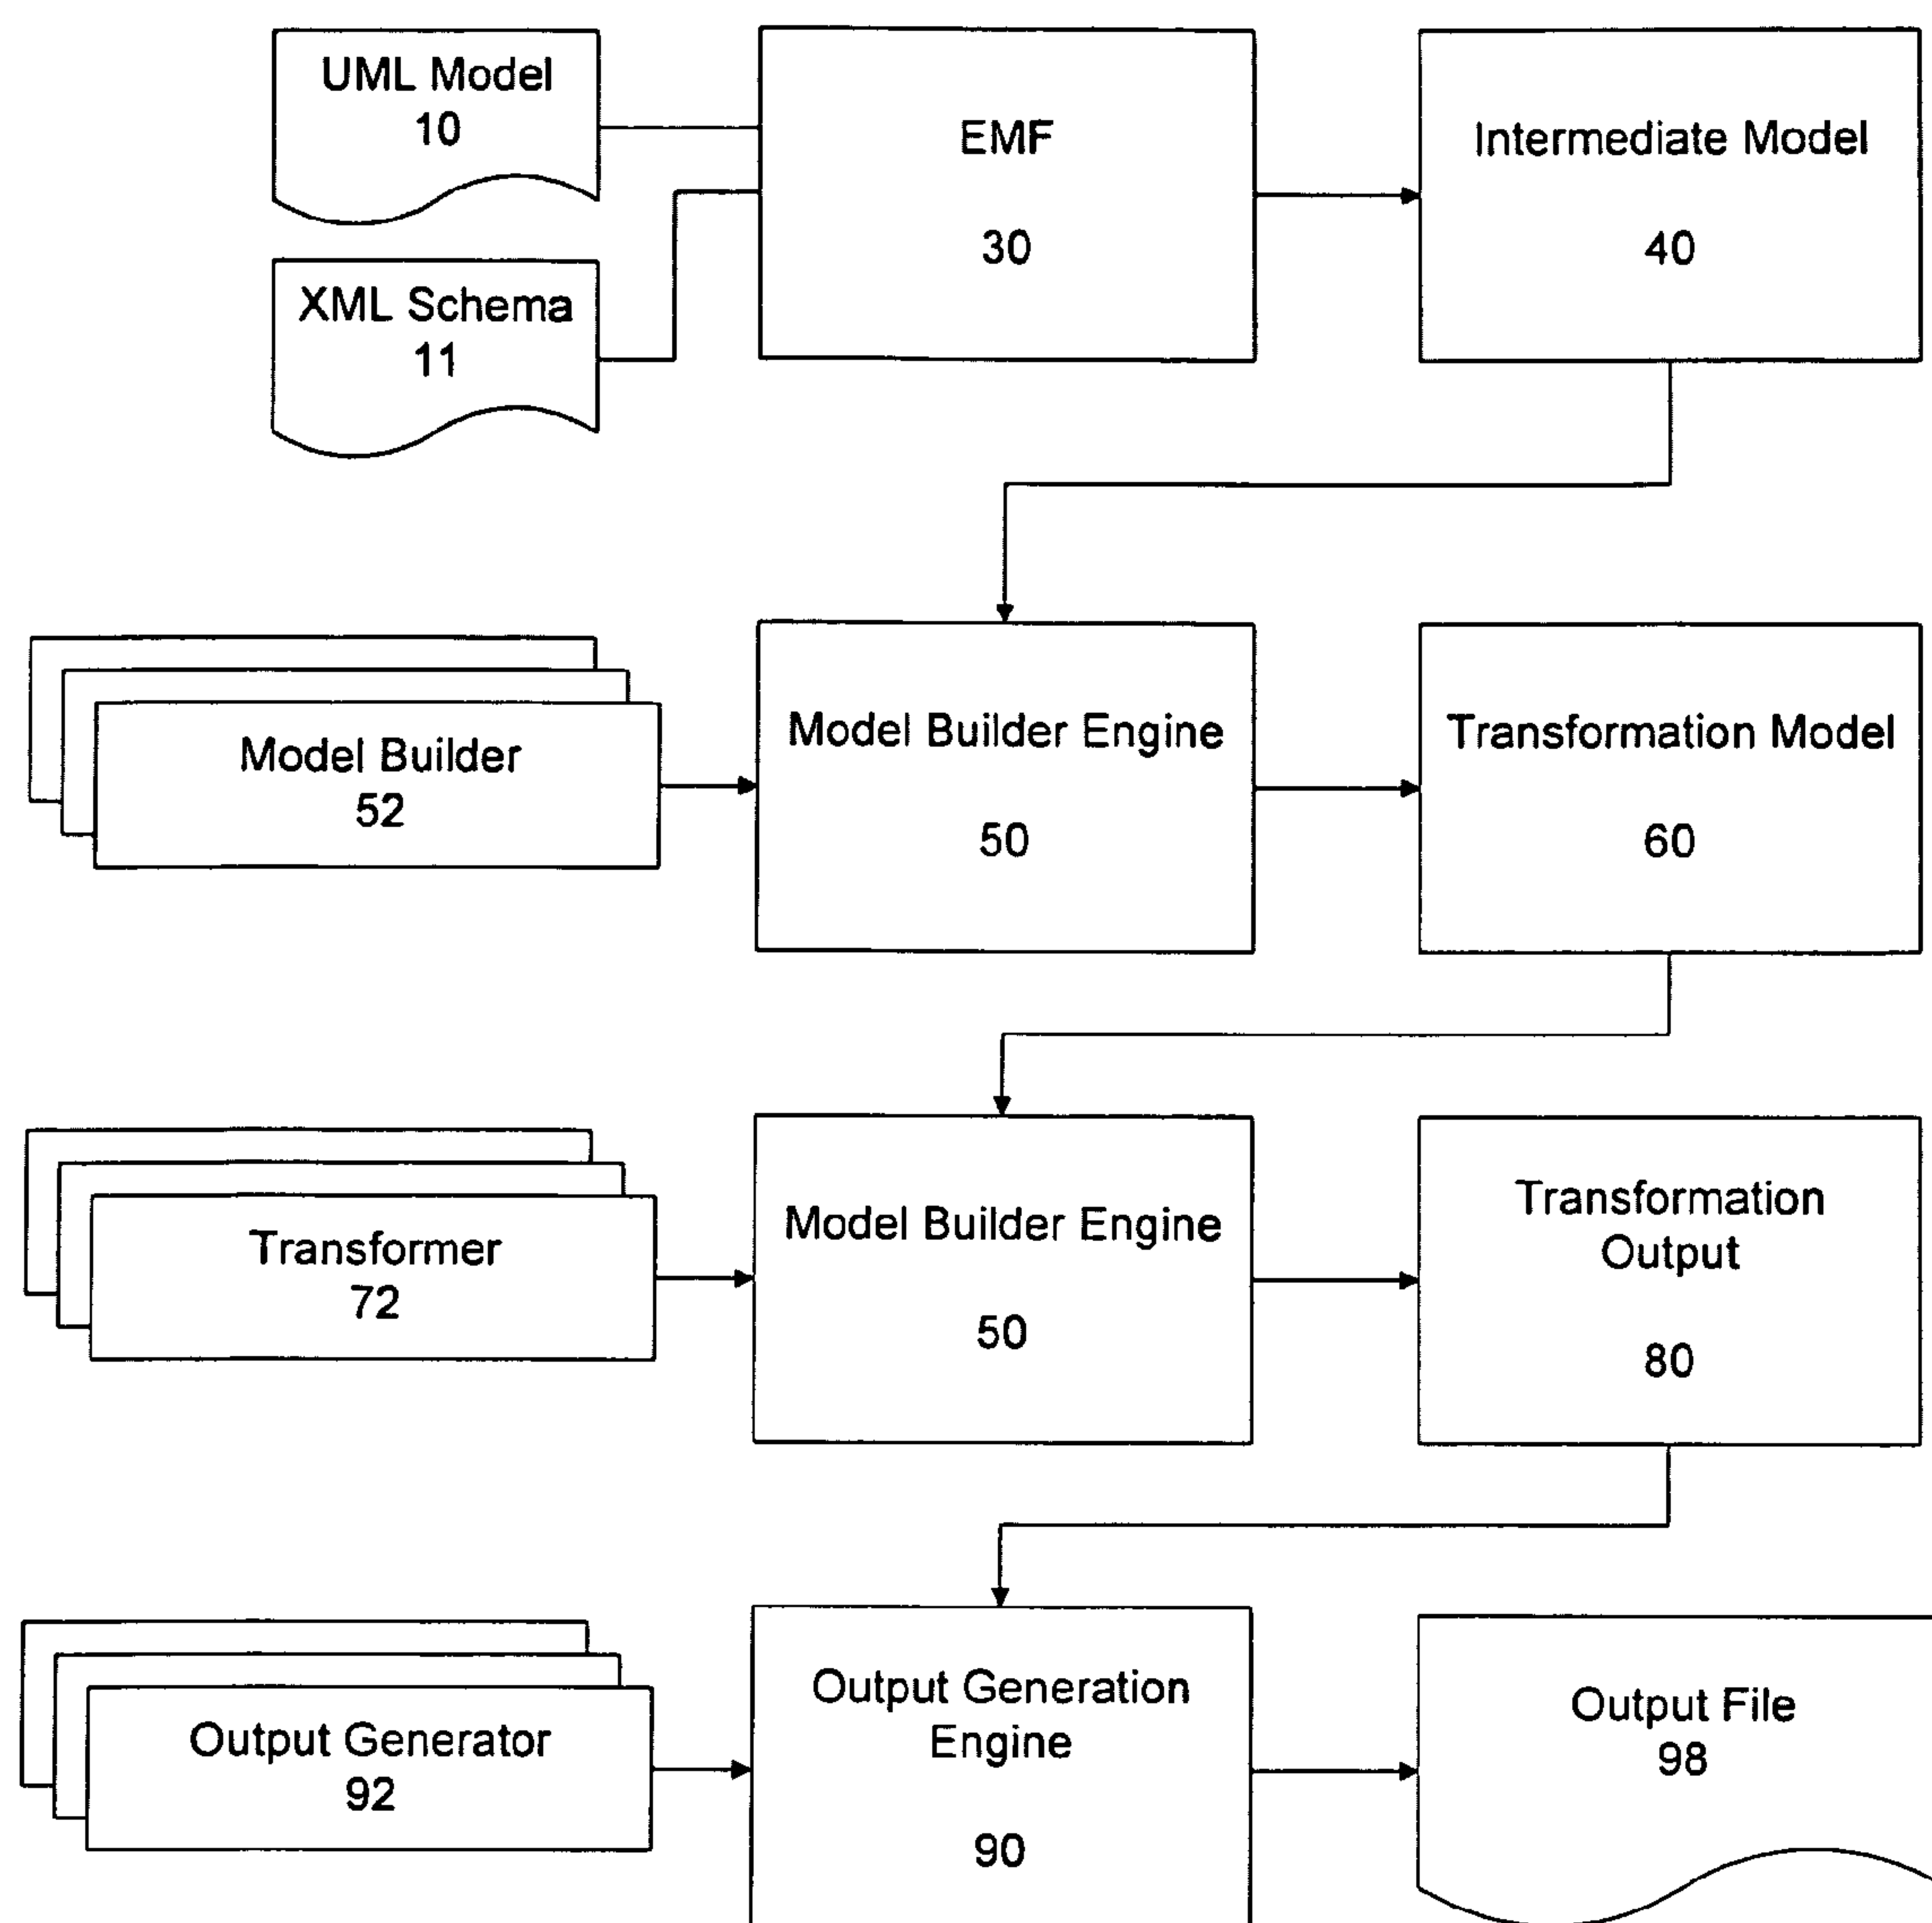 UML Model
10
EMF
30
Intermediate Model
40
XML Schema
11
Model Builder
52
Model Builder Engine
50
Transformation Model
60
Transformer
72
Model Builder Engine
50
Transformation
Output
80
Output Generator
92
Output Generation
Engine
90
Output File
98